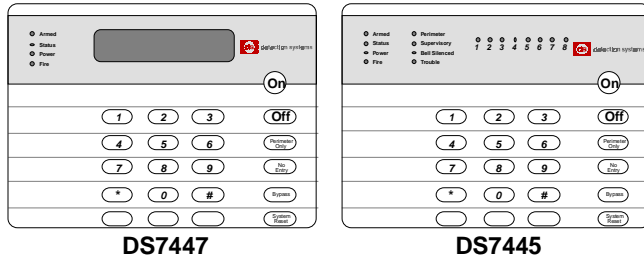 Armed
Status
Power
Fire
detection systems
On
1 2 3 Off
4 5 6 Perimeter Only
7 8 9 No Entry
* 0 # Bypass
System Reset
DS7447
Armed
Status
Power
Fire
Perimeter
Supervisory
Bell Silenced
Trouble
1 2 3 4 5 6 7 8
detection systems
On
1 2 3 Off
4 5 6 Perimeter Only
7 8 9 No Entry
* 0 # Bypass
System Reset
DS7445